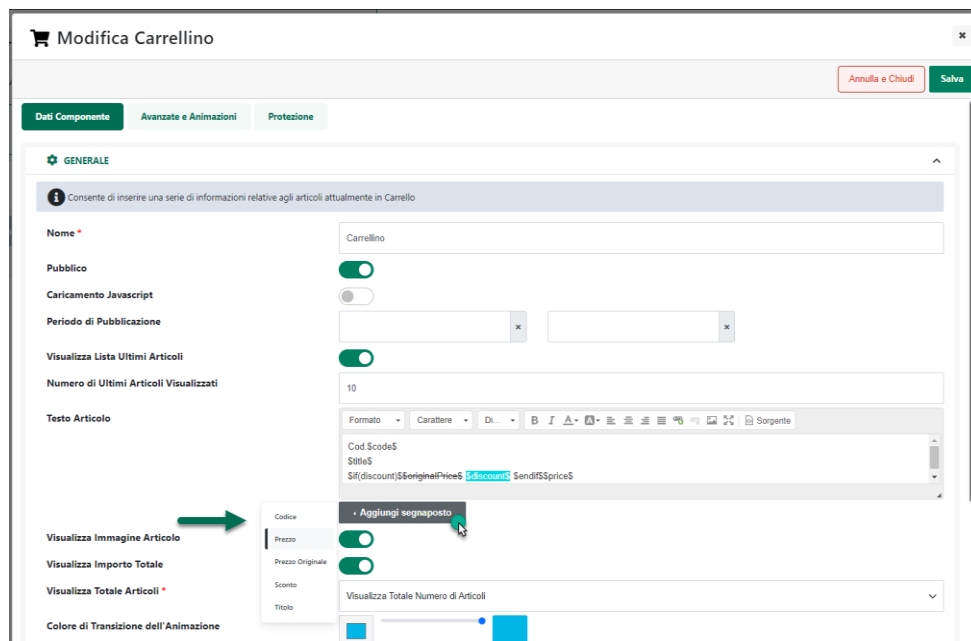 Modifica Carrellino
Annulla e Chiudi
Salva
Dati Componente
Avanzate e Animazioni
Protezione
GENERALE
Consente di inserire una serie di informazioni relative agli articoli attualmente in Carrello
Nome *
Carrellino
Pubblico
Caricamento Javascript
Periodo di Pubblicazione
Visualizza Lista Ultimi Articoli
Numero di Ultimi Articoli Visualizzati
10
Testo Articolo
Formato
Carattere
Di...
B I A A
Sorgente
Cod.$code$
$title$
$if(discount)$$originalPrice$ $discount$ $endif$$price$
Aggiungi segnaposto
Codice
Prezzo
Prezzo Originale
Sconto
Titolo
Visualizza Immagine Articolo
Visualizza Importo Totale
Visualizza Totale Articoli *
Visualizza Totale Numero di Articoli
Colore di Transizione dell'Animazione